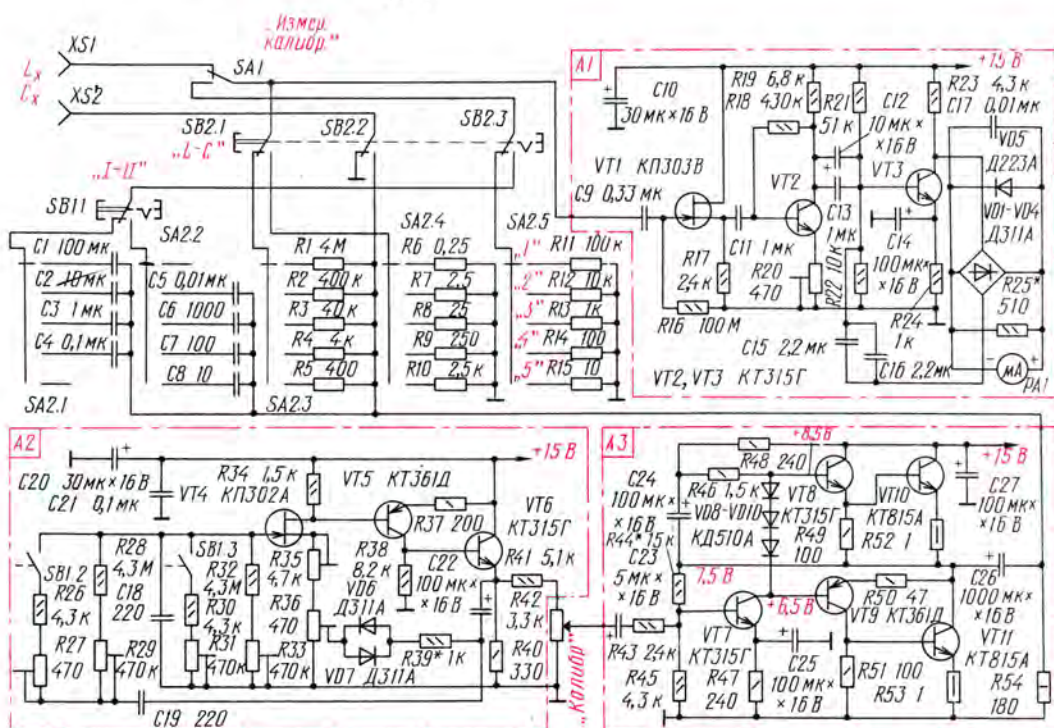 „Измер.
калибр."
XS1
Lx
Cx
XS2
SA1
SB2.1
„L-C"
SB2.2
SB2.3
„I-II"
SB1.1
SA2.2
SA2.4
SA2.5
C1 100 мк
C2 10 мк
C3 1 мк
C4 0,1 мк
C5 0,01 мк
C6 1000
C7 100
C8 10
R1 4 М
R2 400 к
R3 40 к
R4 4 к
R5 400
R6 0,25
R7 2,5
R8 25
R9 250
R10 2,5 к
„1"
„2"
„3"
„4"
„5"
R11 100 к
R12 10 к
R13 1 к
R14 100
R15 10
SA2.1
SA2.3
A1
+15 В
C10
30 мк × 16 В
R19 6,8 к
R18 430 к
R21
51 к
C12
10 мк ×
× 16 В
R23 4,3 к
C17 0,01 мк
VD5
Д223А
VD1-VD4
Д311А
VT1 КП303В
C9 0,33 мк
VT2
VT3
C11 1 мк
C13
1 мк
C14
100 мк ×
× 16 В
R17
2,4 к
R20
470
R22 10 к
R16 100 М
R24
1 к
R25*
510
C15 2,2 мк
C16 2,2 мк
VT2, VT3 КТ315Г
мА
PA1
A2
+15 В
C20 30 мк × 16 В
C21 0,1 мк
R34 1,5 к
VT4
КП302А
VT5
КТ361Д
R37 200
VT6
КТ315Г
SB1.2
R26
4,3 к
R27
470
R28
4,3 М
R29
470 к
C18
220
SB1.3
R32
4,3 М
R30
4,3 к
R31
470 к
R33
470 к
R35
4,7 к
R36
470
R38
8,2 к
VD6
Д311А
VD7 Д311А
C22
100 мк ×
× 16 В
R39* 1 к
R41 5,1 к
R42
3,3 к
R40
330
C19 220
„Калибр"
A3
+8,5 В
+15 В
C24
100 мк ×
× 16 В
R44* 15 к
C23
5 мк ×
× 16 В
R48 240
R46 1,5 к
VD8-VD10
КД510А
VT8
КТ315Г
R49
100
VT10
КТ815А
R52 1
C27
100 мк ×
× 16 В
7,5 В
+6,5 В
C26
1000 мк ×
× 16 В
R50 47
VT9 КТ361Д
VT7
КТ315Г
R43 2,4 к
R45
4,3 к
R47
240
C25
100 мк ×
× 16 В
R51 100
R53 1
VT11
КТ815А
R54
180